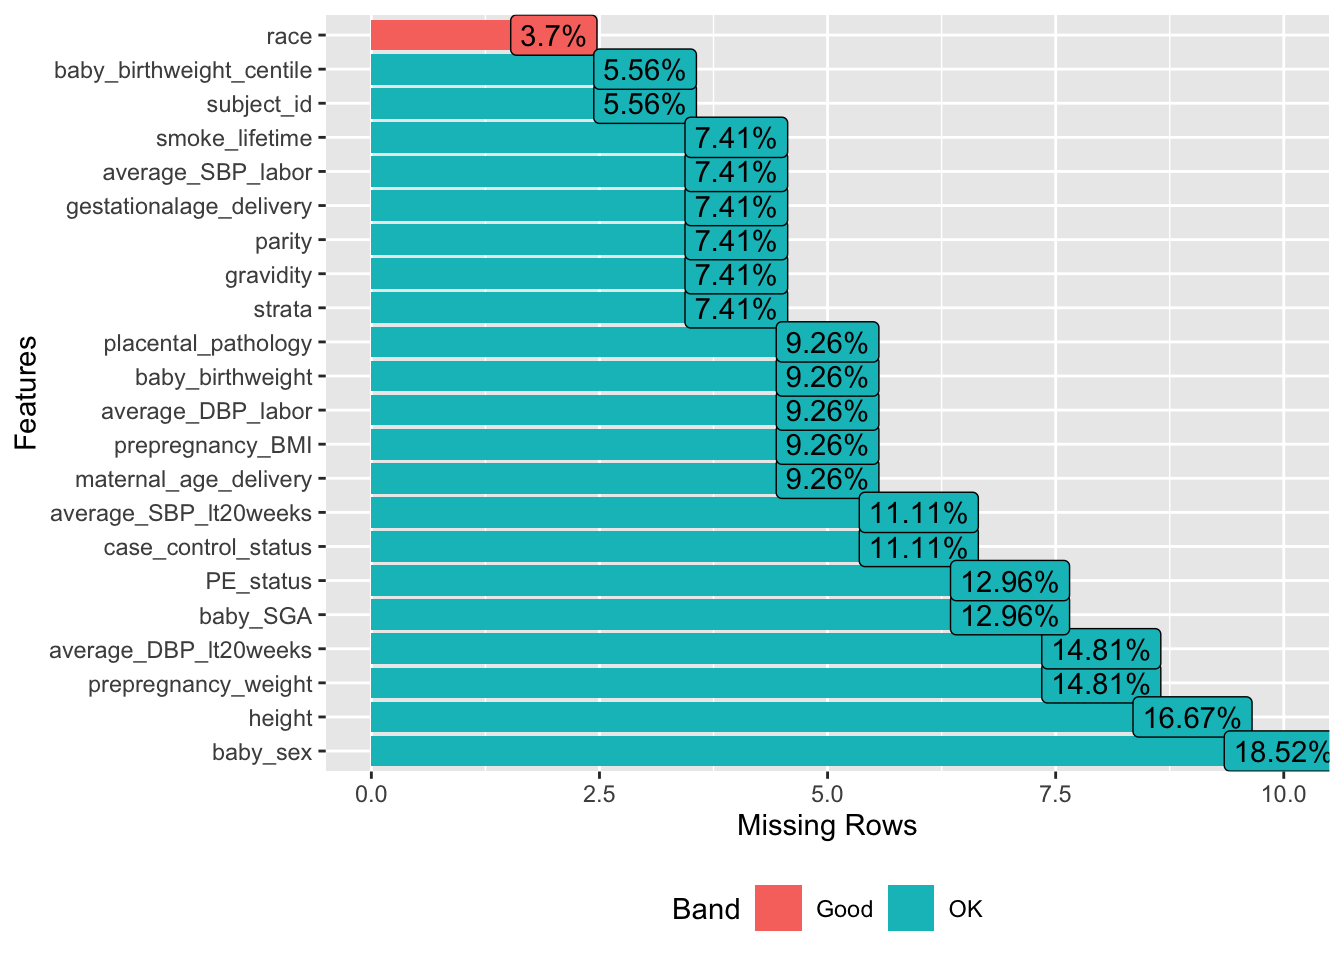 race 3.7%
baby_birthweight_centile 5.56%
subject_id 5.56%
smoke_lifetime 7.41%
average_SBP_labor 7.41%
gestationalage_delivery 7.41%
parity 7.41%
gravidity 7.41%
strata 7.41%
placental_pathology 9.26%
baby_birthweight 9.26%
average_DBP_labor 9.26%
prepregnancy_BMI 9.26%
maternal_age_delivery 9.26%
average_SBP_lt20weeks 11.11%
case_control_status 11.11%
PE_status 12.96%
baby_SGA 12.96%
average_DBP_lt20weeks 14.81%
prepregnancy_weight 14.81%
height 16.67%
baby_sex 18.52%
Features
0.0 2.5 5.0 7.5 10.0
Missing Rows
Band Good OK